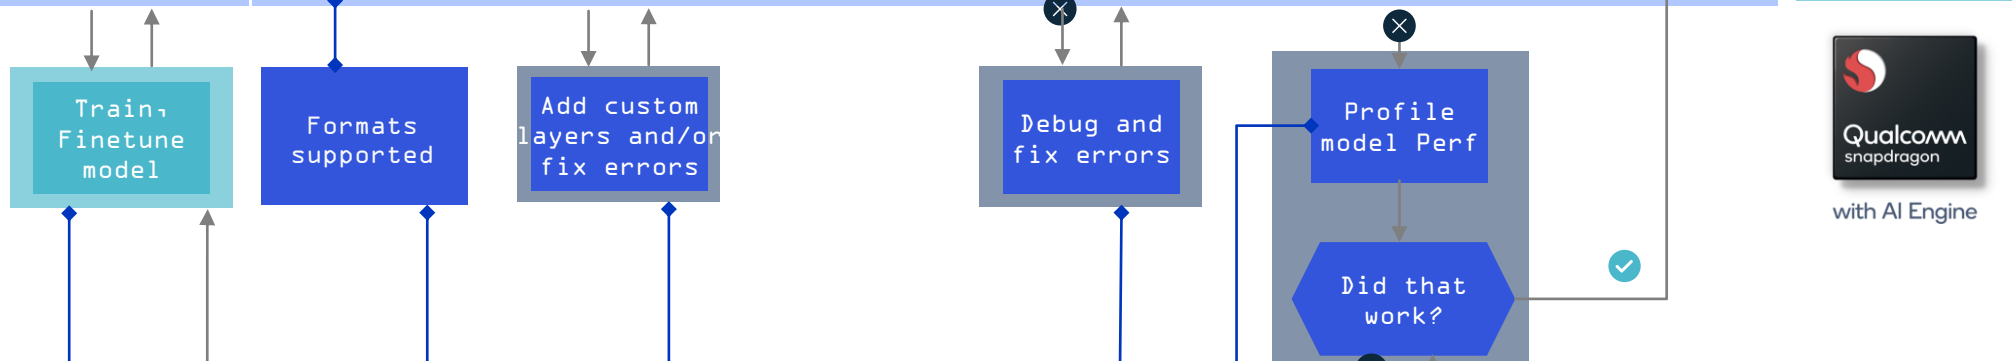 Train,
Finetune
model
Formats
supported
Add custom
layers and/or
fix errors
Debug and
fix errors
Profile
model Perf
Did that
work?
Qualcomm
snapdragon
with AI Engine